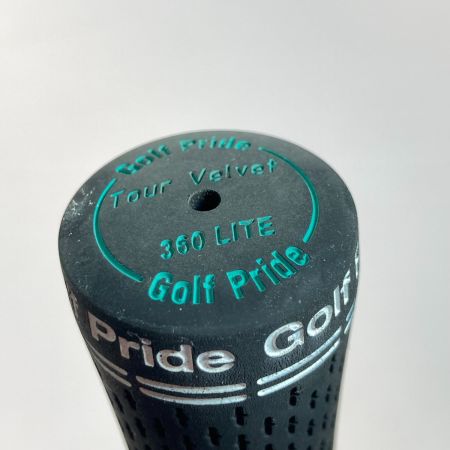 Golf Pride
Tour Velvet
360 LITE
Golf Pride
Pride Golf